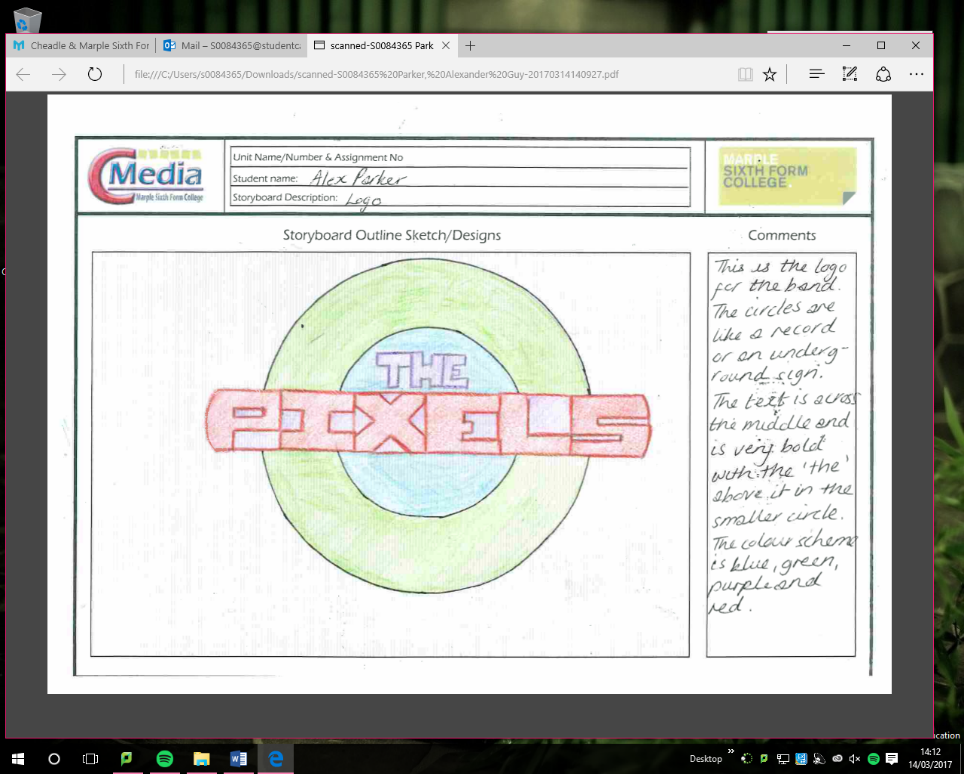 Cheadle & Marple Sixth For
Mail – S0084365@studentc
scanned-S0084365 Park
file:///C:/Users/s0084365/Downloads/scanned-S0084365%20Parker,%20Alexander%20Guy-20170314140927.pdf
CMedia
Marple Sixth Form College
Unit Name/Number & Assignment No
Student name: Alex Parker
Storyboard Description: Logo
MARPLE
SIXTH FORM
COLLEGE.
Storyboard Outline Sketch/Designs
THE
PIXELS
Comments
This is the logo
for the band.
The circles are
like a record
or an underg-
round sign.
The text is across
the middle and
is very bold
with the 'the'
above it in the
smaller circle.
The colour scheme
is blue, green,
purple and
red.
ication
Desktop
14:12
14/03/2017